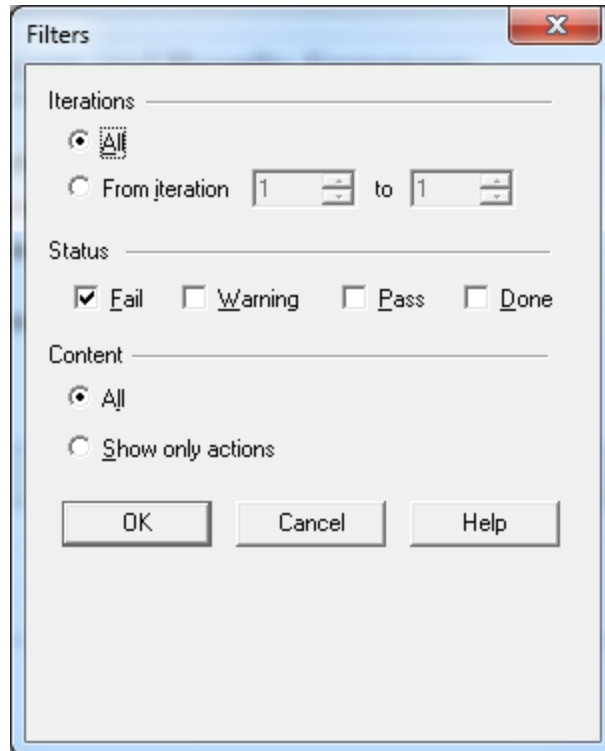 Filters
Iterations
All
From iteration 1 to 1
Status
Fail Warning Pass Done
Content
All
Show only actions
OK Cancel Help